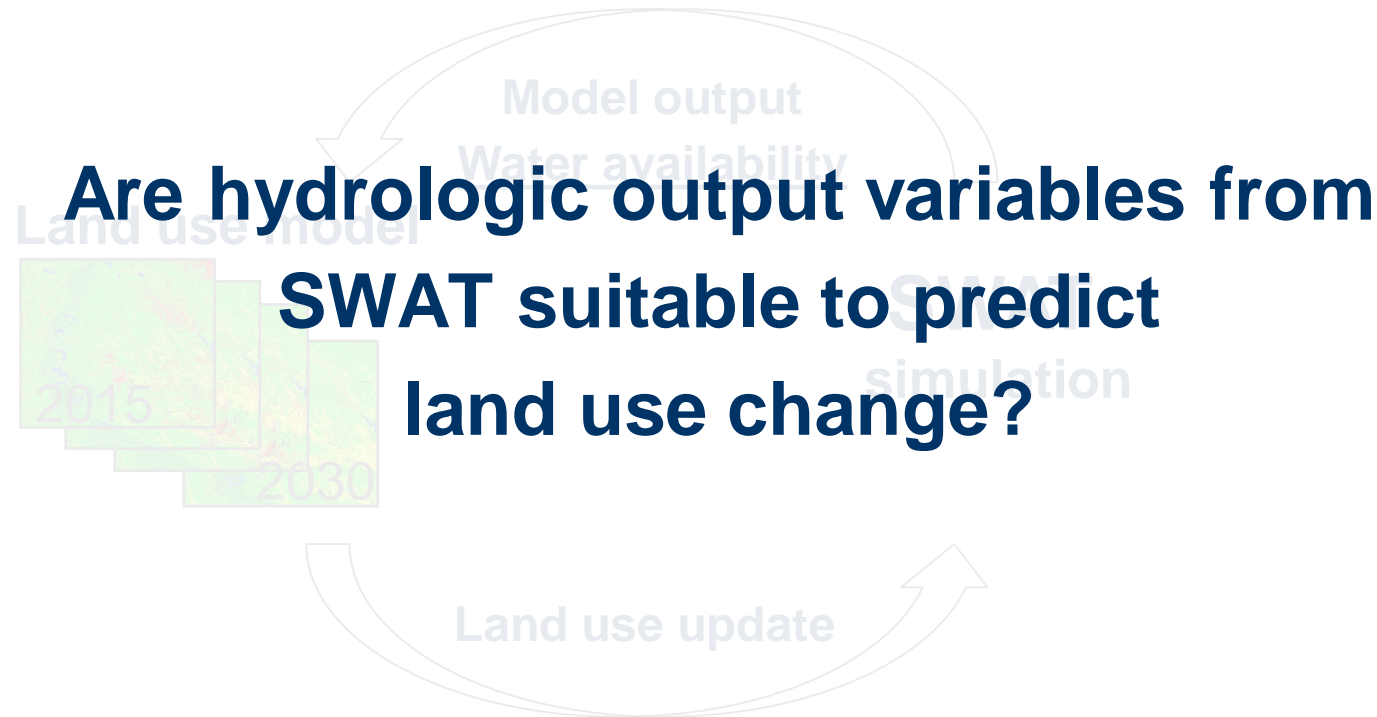 Model output
Water availability
Are hydrologic output variables from
Land use model
SWAT suitable to predict
SWAT
simulation
land use change?
2015
2030
Land use update